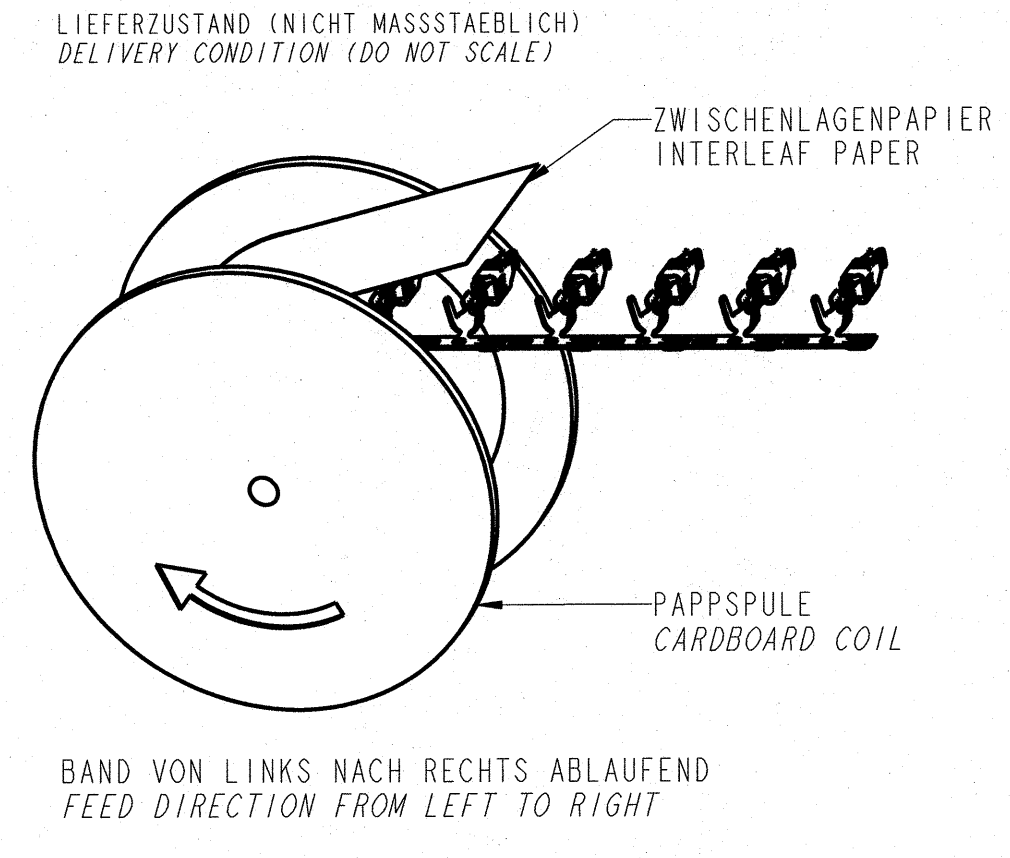 LIEFERZUSTAND (NICHT MASSSTAEBLICH)
DELIVERY CONDITION (DO NOT SCALE)
ZWISCHENLAGENPAPIER
INTERLEAF PAPER
PAPPSPULE
CARDBOARD COIL
BAND VON LINKS NACH RECHTS ABLAUFEND
FEED DIRECTION FROM LEFT TO RIGHT